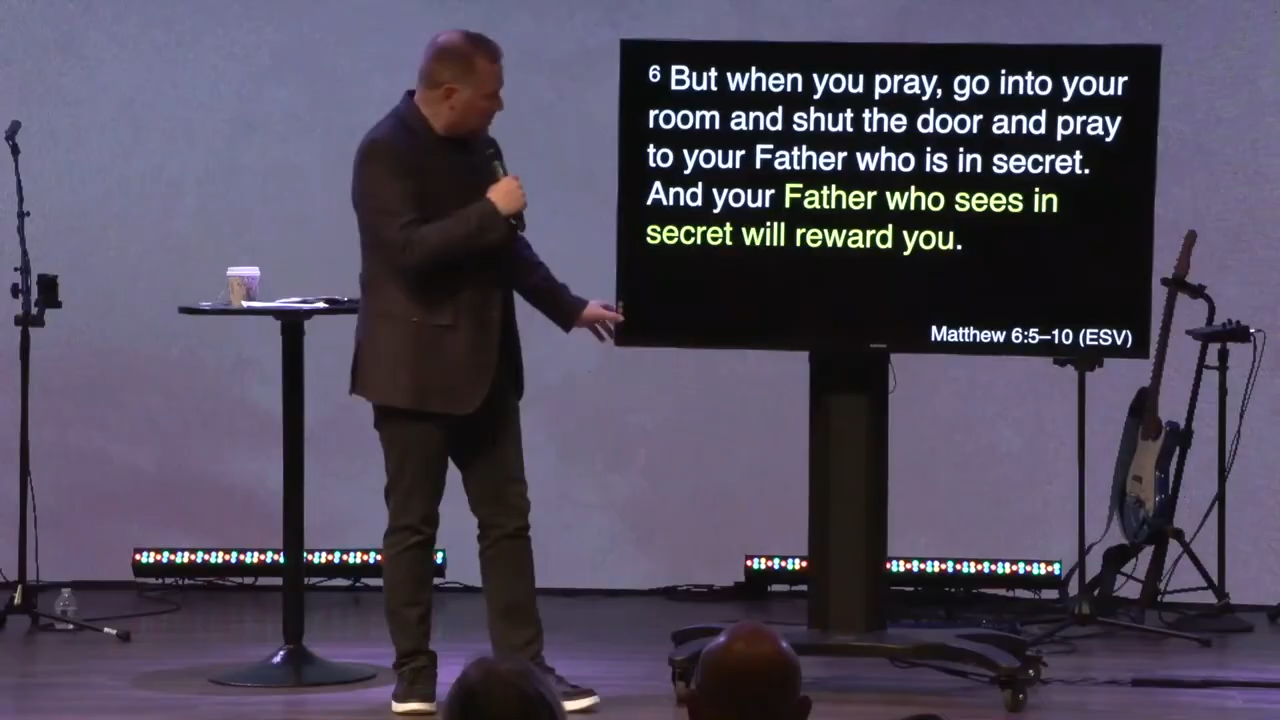 6 But when you pray, go into your
room and shut the door and pray
to your Father who is in secret.
And your Father who sees in
secret will reward you.
Matthew 6:5–10 (ESV)